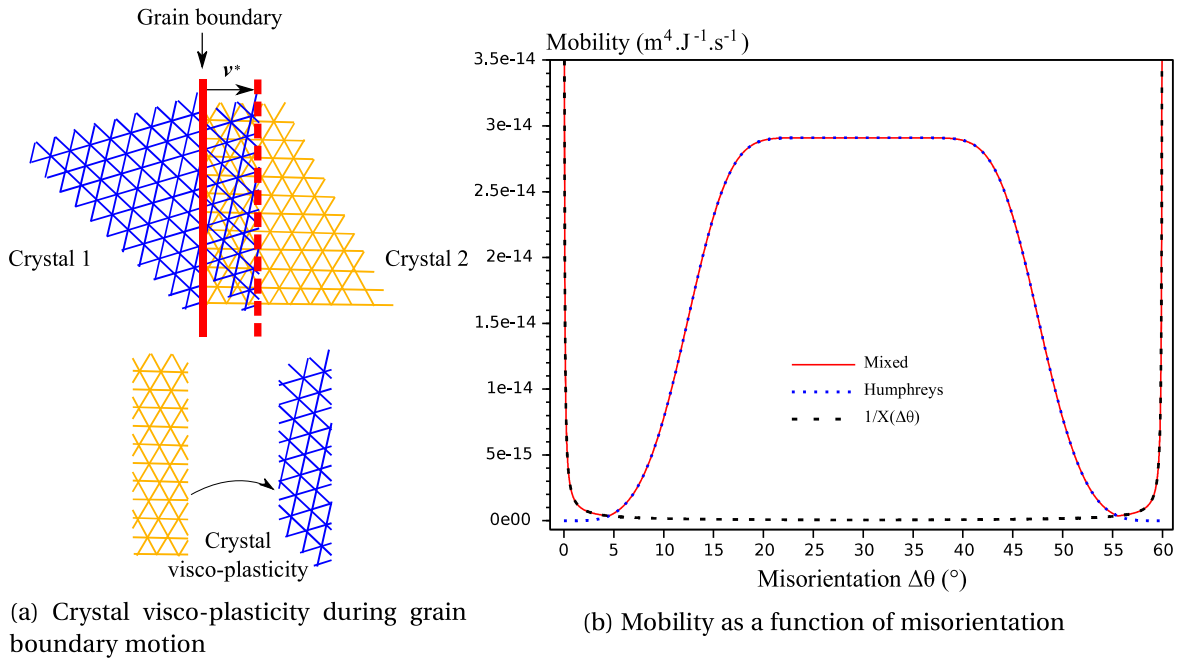 Grain boundary
v*
Crystal 1
Crystal 2
Crystal
visco-plasticity
(a) Crystal visco-plasticity during grain
boundary motion
Mobility (m⁴.J⁻¹.s⁻¹)
3.5e-14
3e-14
2.5e-14
2e-14
1.5e-14
1e-14
5e-15
0e00
Mixed
Humphreys
1/X(Δθ)
0 5 10 15 20 25 30 35 40 45 50 55 60
Misorientation Δθ (°)
(b) Mobility as a function of misorientation